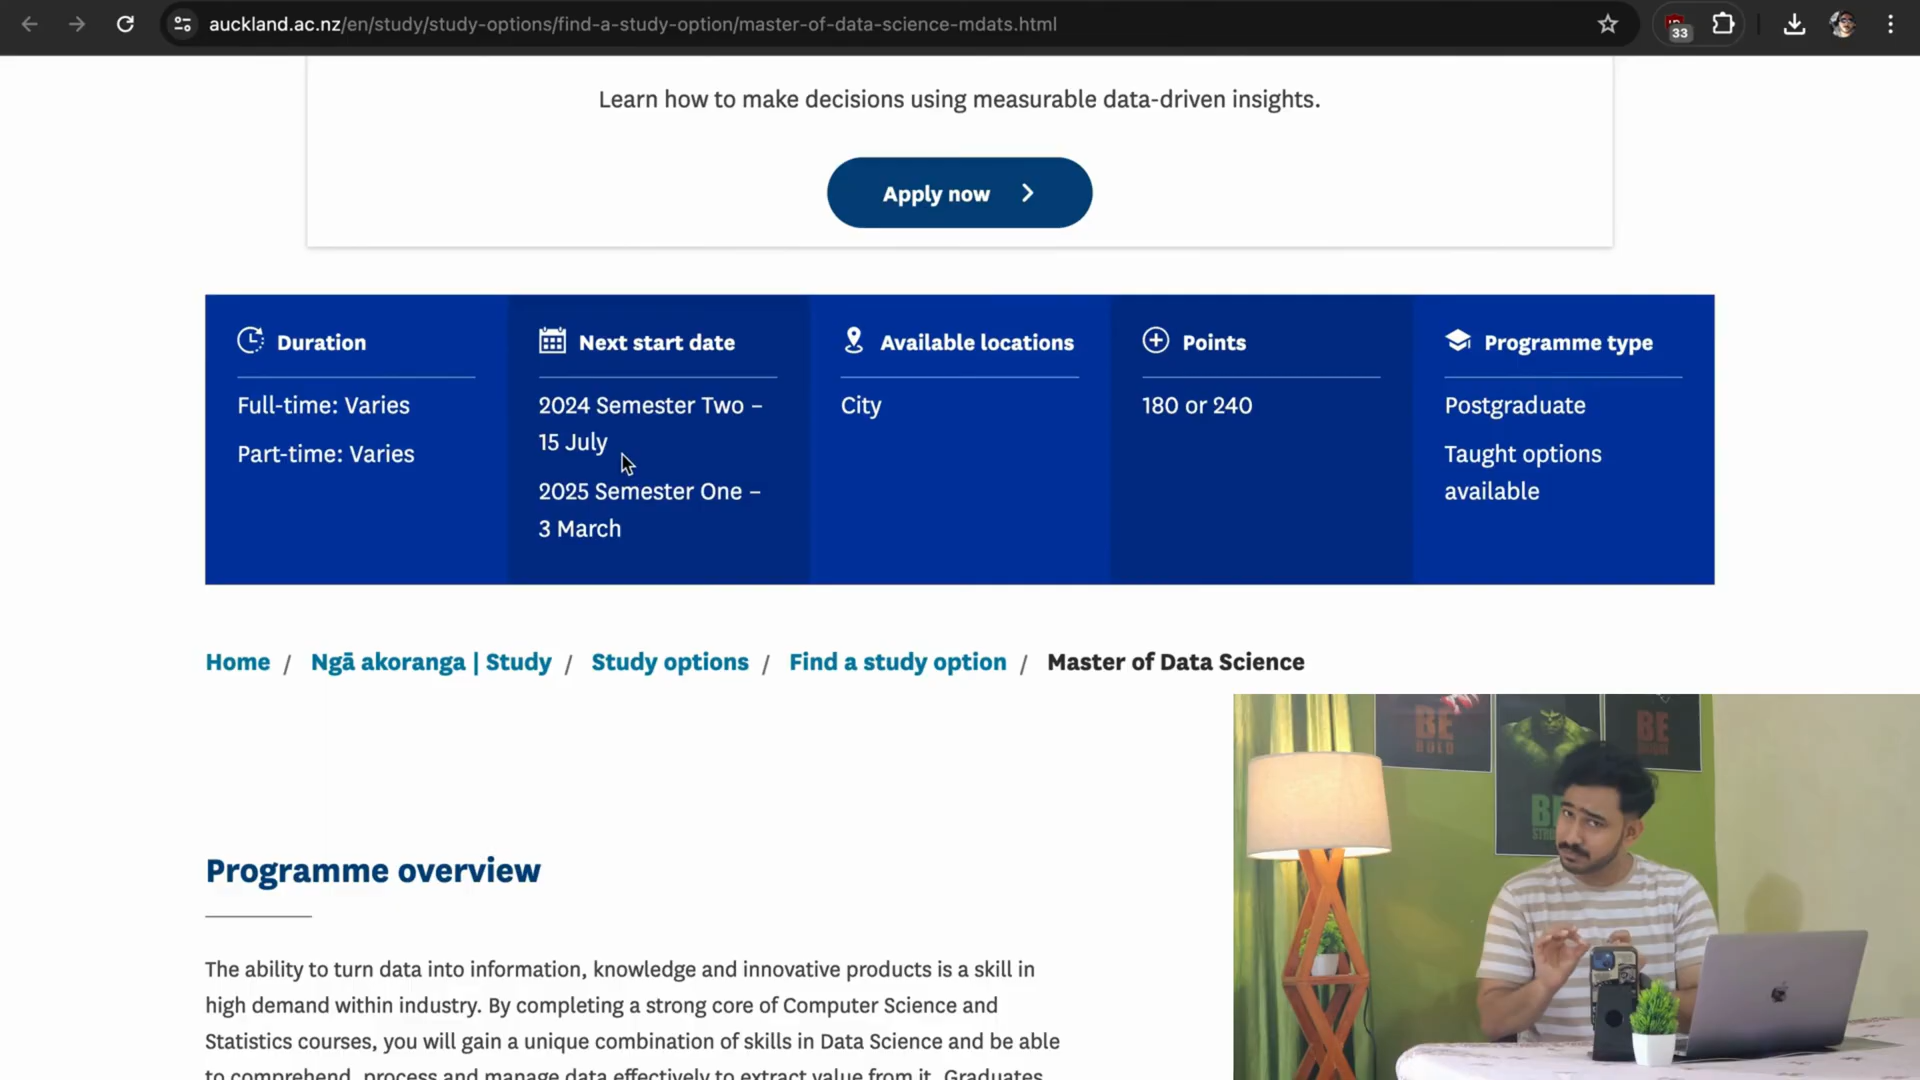 auckland.ac.nz/en/study/study-options/find-a-study-option/master-of-data-science-mdats.html
33
Learn how to make decisions using measurable data-driven insights.
Apply now
Duration
Full-time: Varies
Part-time: Varies
Next start date
2024 Semester Two –
15 July
2025 Semester One –
3 March
Available locations
City
Points
180 or 240
Programme type
Postgraduate
Taught options
available
Home / Ngā akoranga | Study / Study options / Find a study option / Master of Data Science
Programme overview
The ability to turn data into information, knowledge and innovative products is a skill in
high demand within industry. By completing a strong core of Computer Science and
Statistics courses, you will gain a unique combination of skills in Data Science and be able
to comprehend, process and manage data effectively to extract value from it. Graduates
BE
BOLD
BE
BE